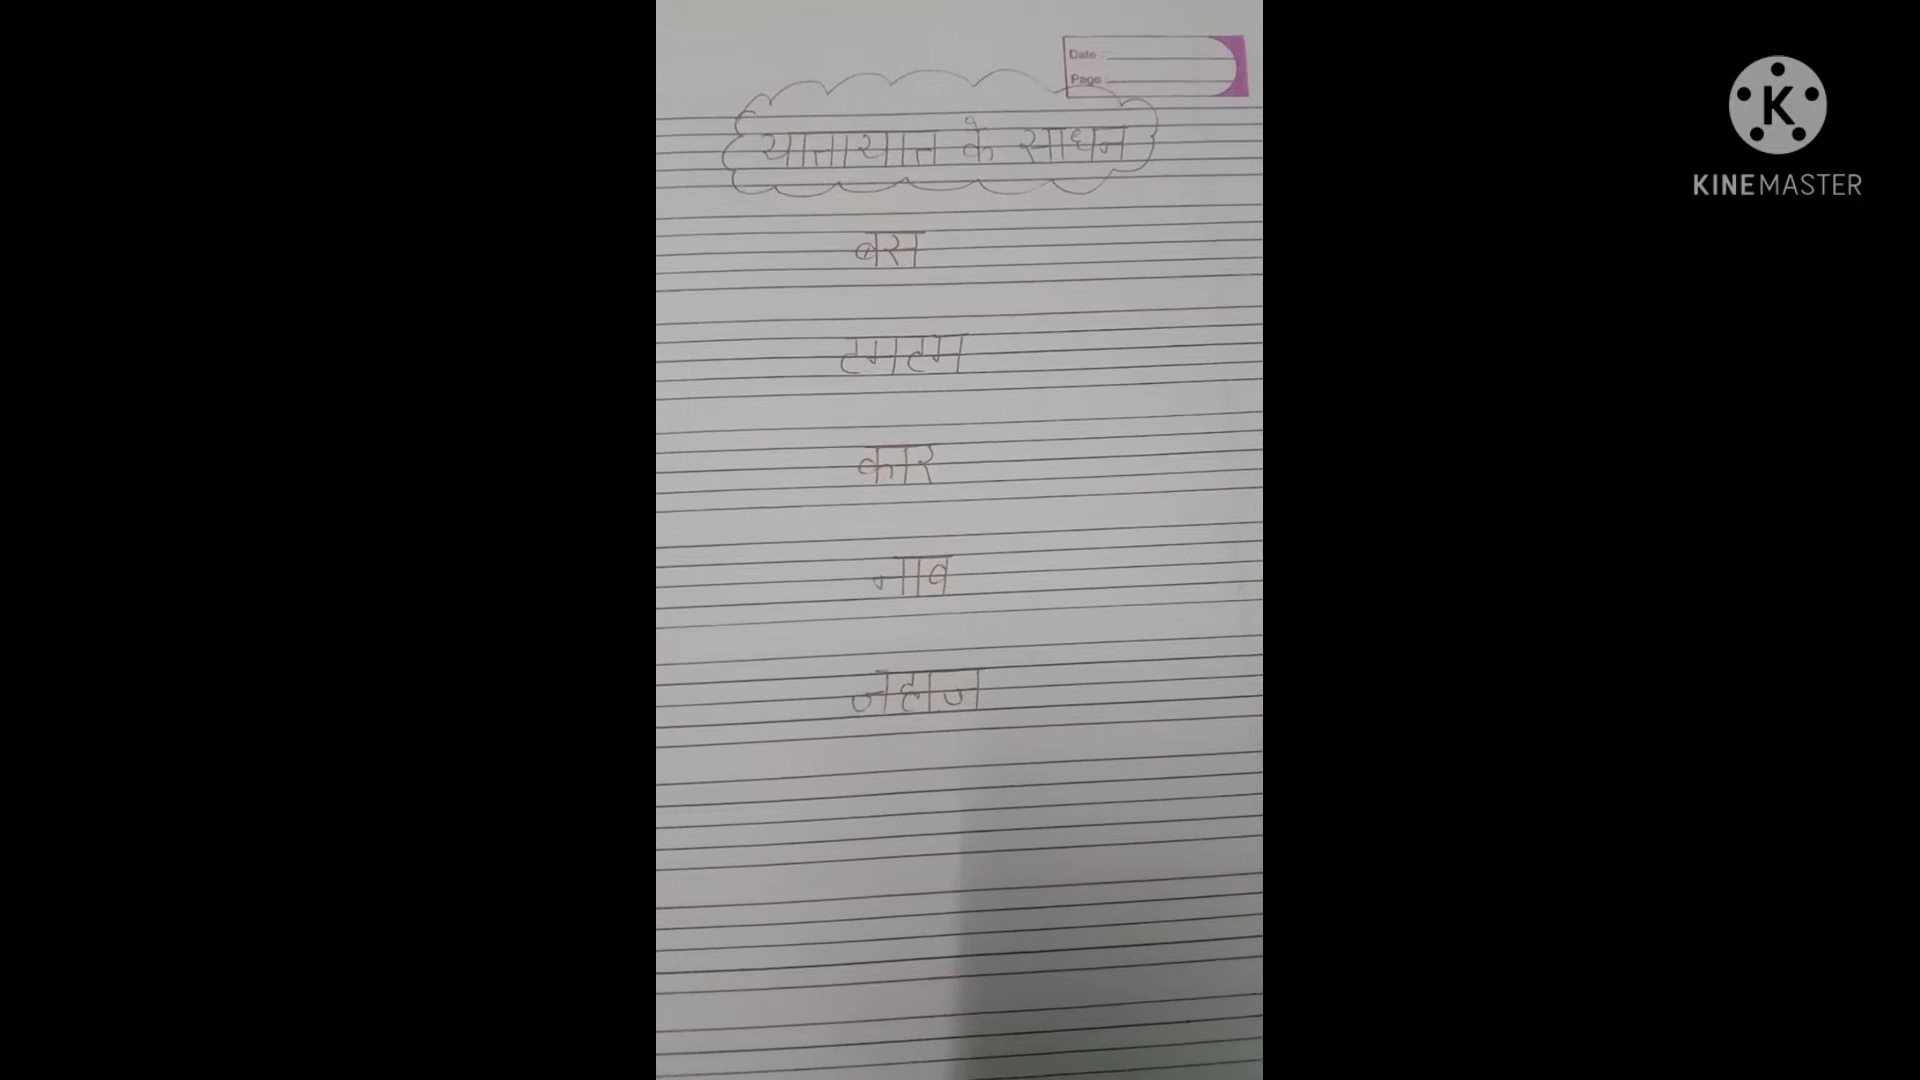 Date :
Page :
यातायात के साधन
बस
टमटम
कार
नाव
जहाज
KINEMASTER